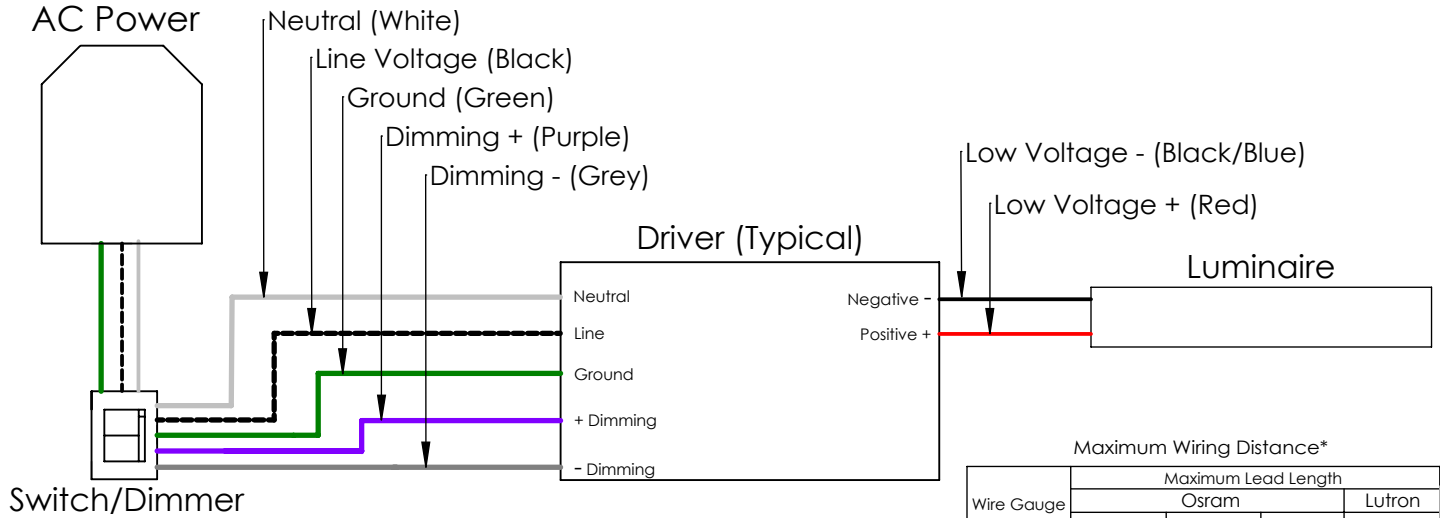 AC Power
Neutral (White)
Line Voltage (Black)
Ground (Green)
Dimming + (Purple)
Dimming - (Grey)
Low Voltage - (Black/Blue)
Low Voltage + (Red)
Driver (Typical)
Luminaire
Neutral
Line
Ground
+ Dimming
- Dimming
Negative -
Positive +
Switch/Dimmer
Maximum Wiring Distance*
Maximum Lead Length
Wire Gauge
Osram
Lutron